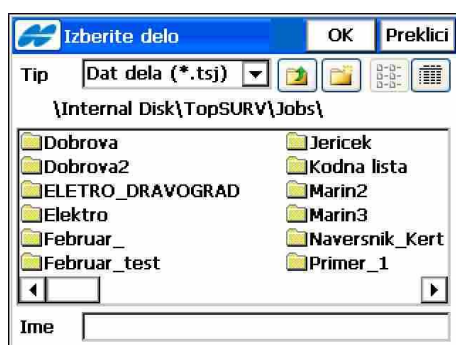 Izberite delo OK Preklici
Tip Dat dela (*.tsj)
\Internal Disk\TopSURV\Jobs\
Dobrova Jericek
Dobrova2 Kodna lista
ELETRO_DRAVOGRAD Marin2
Elektro Marin3
Februar_ Naversnik_Kert
Februar_test Primer_1
Ime